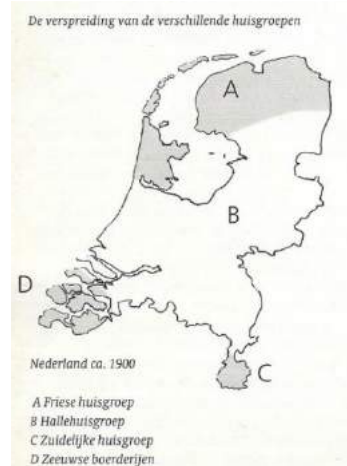 De verspreiding van de verschillende huisgroepen
A
B
D
C
Nederland ca. 1900
A Friese huisgroep
B Hallehuisgroep
C Zuidelijke huisgroep
D Zeeuwse boerderijen